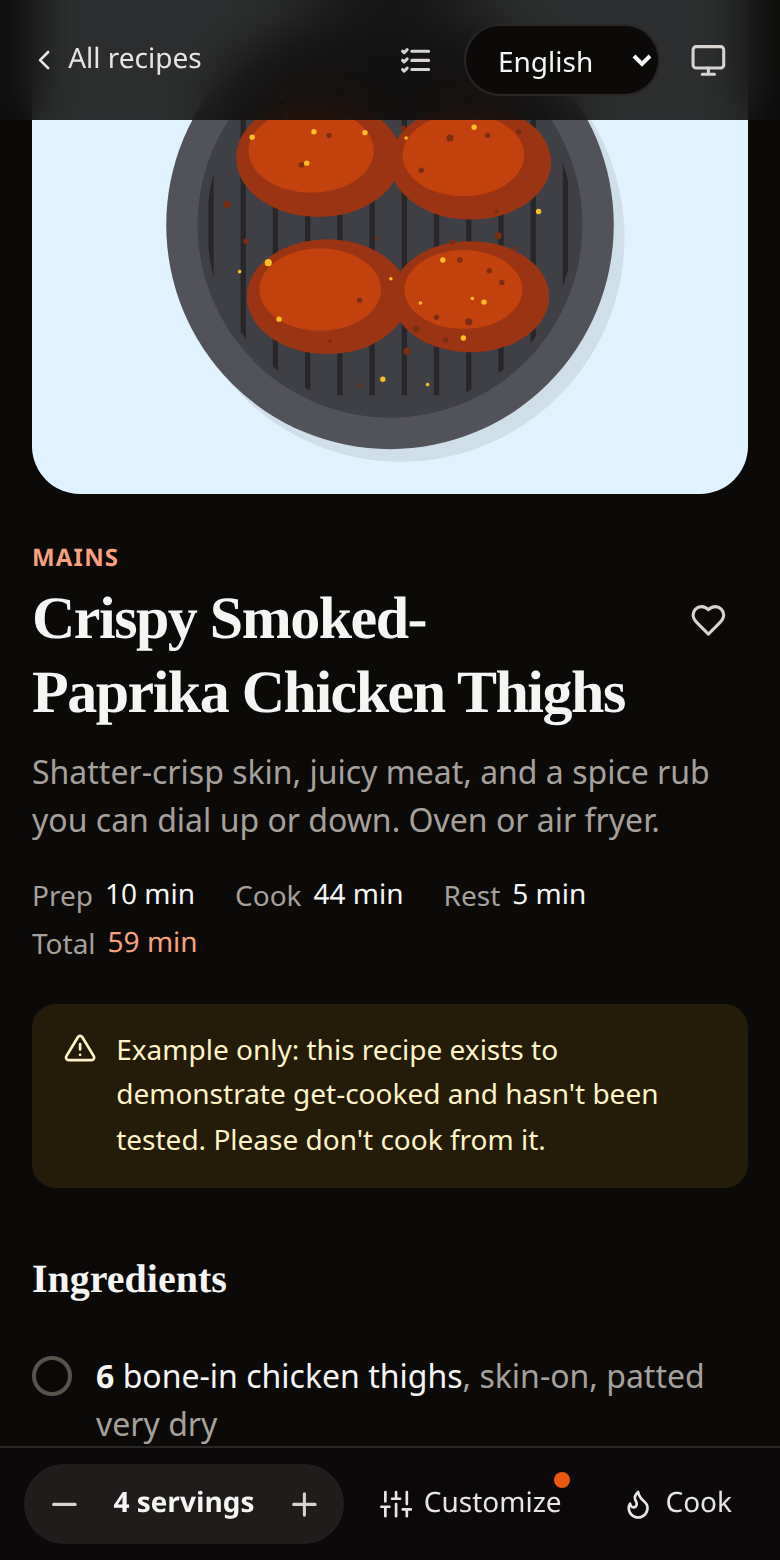 All recipes
English
MAINS
Crispy Smoked-
Paprika Chicken Thighs
Shatter-crisp skin, juicy meat, and a spice rub
you can dial up or down. Oven or air fryer.
Prep 10 min Cook 44 min Rest 5 min
Total 59 min
Example only: this recipe exists to
demonstrate get-cooked and hasn't been
tested. Please don't cook from it.
Ingredients
6 bone-in chicken thighs, skin-on, patted
very dry
4 servings
Customize
Cook